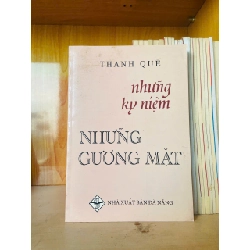 THANH QUẾ
những
kỷ niệm
NHỮNG
GƯƠNG MẶT
NHÀ XUẤT BẢN ĐÀ NẴNG